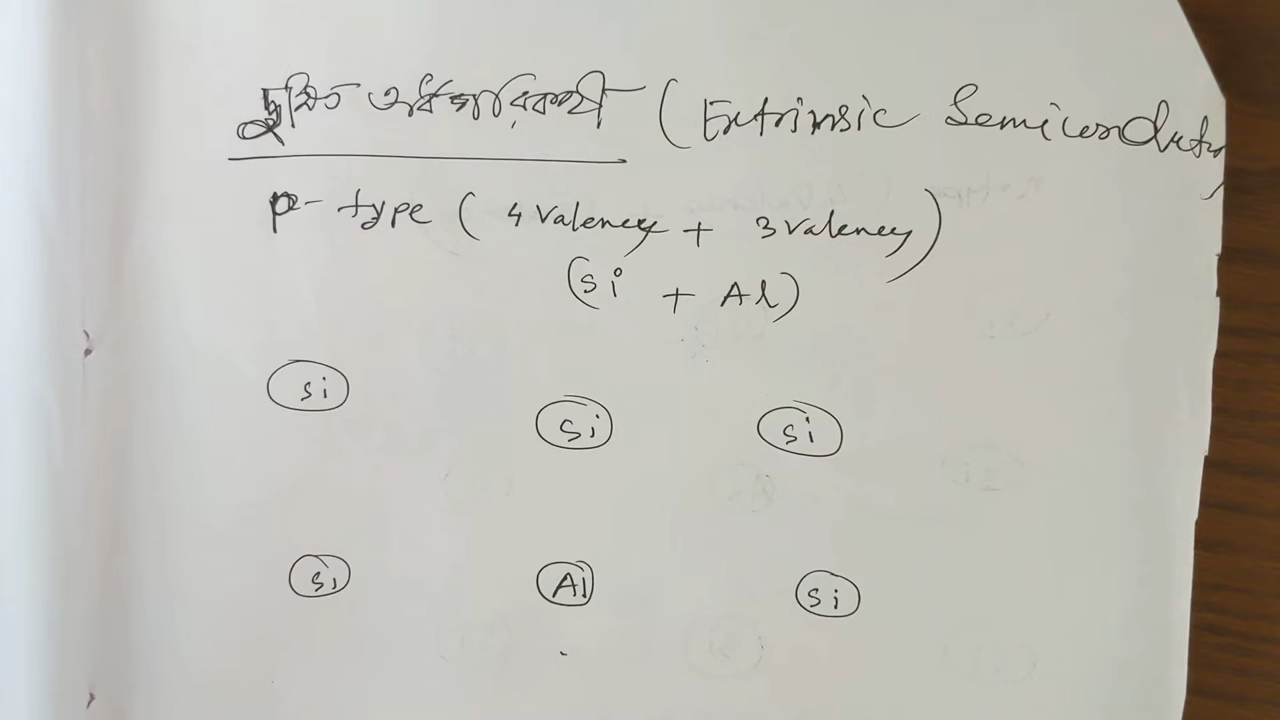 দূষিত অর্ধপরিবাহী (Extrinsic Semiconductor
p-type (4 valency + 3 valency)
(Si + Al)
Si Si Si
Si Al Si